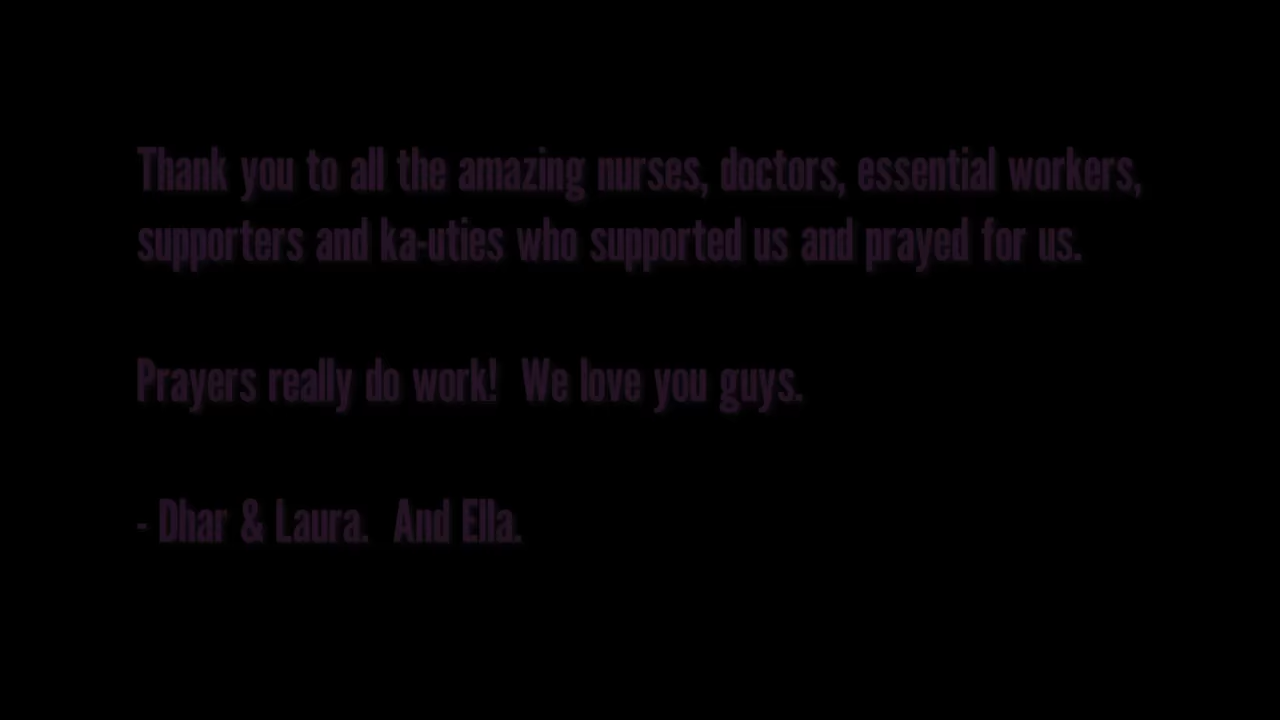 Thank you to all the amazing nurses, doctors, essential workers,
supporters and ka-uties who supported us and prayed for us.
Prayers really do work!  We love you guys.
- Dhar & Laura.  And Ella.